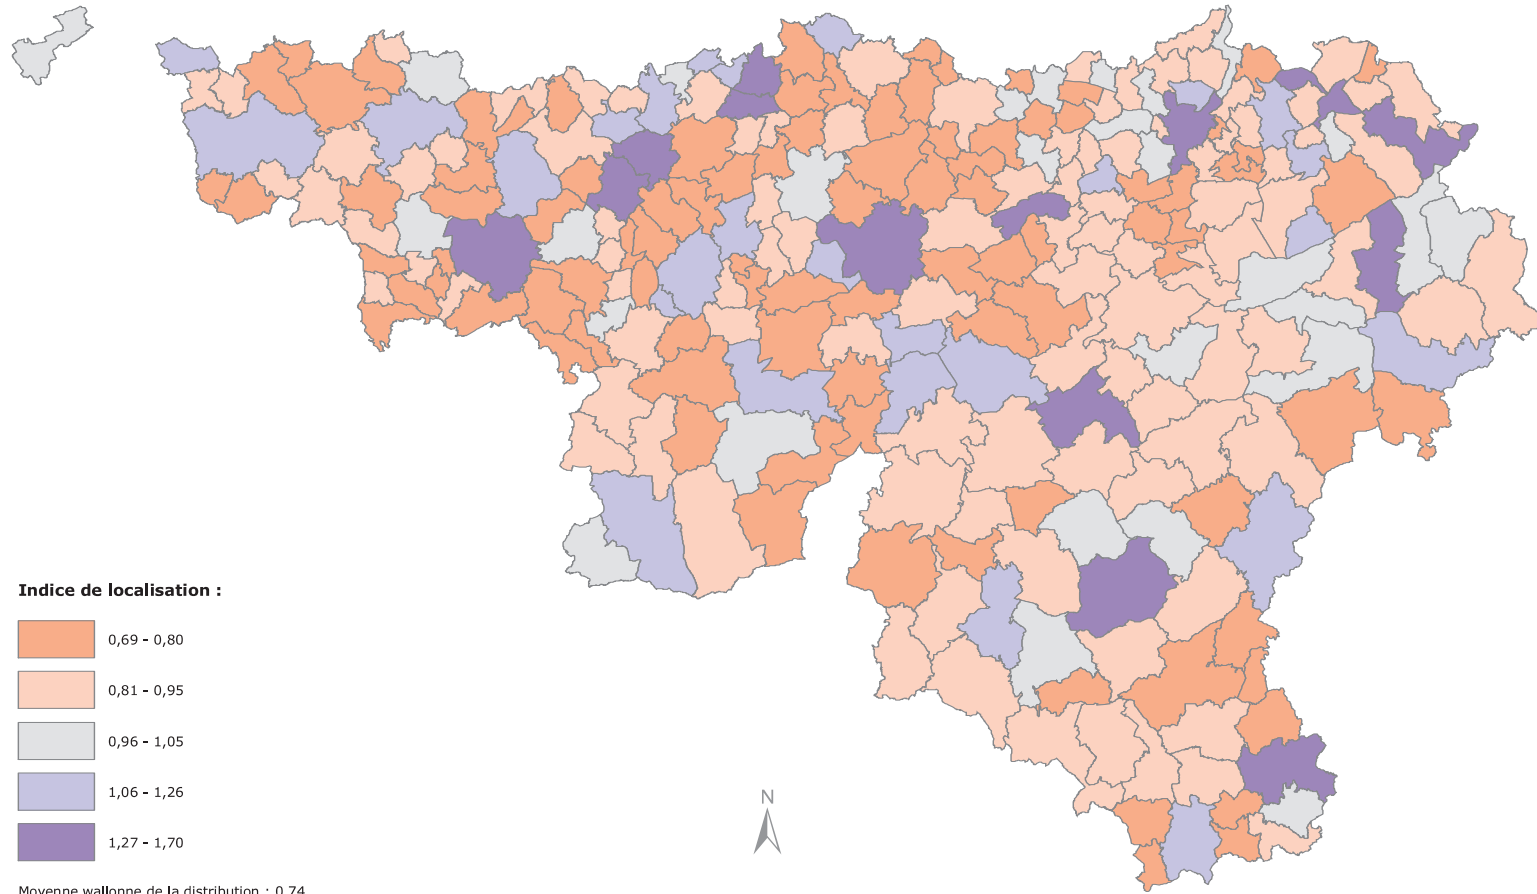 Indice de localisation :
0,69 - 0,80
0,81 - 0,95
0,96 - 1,05
1,06 - 1,26
1,27 - 1,70
N
Moyenne wallonne de la distribution : 0,74